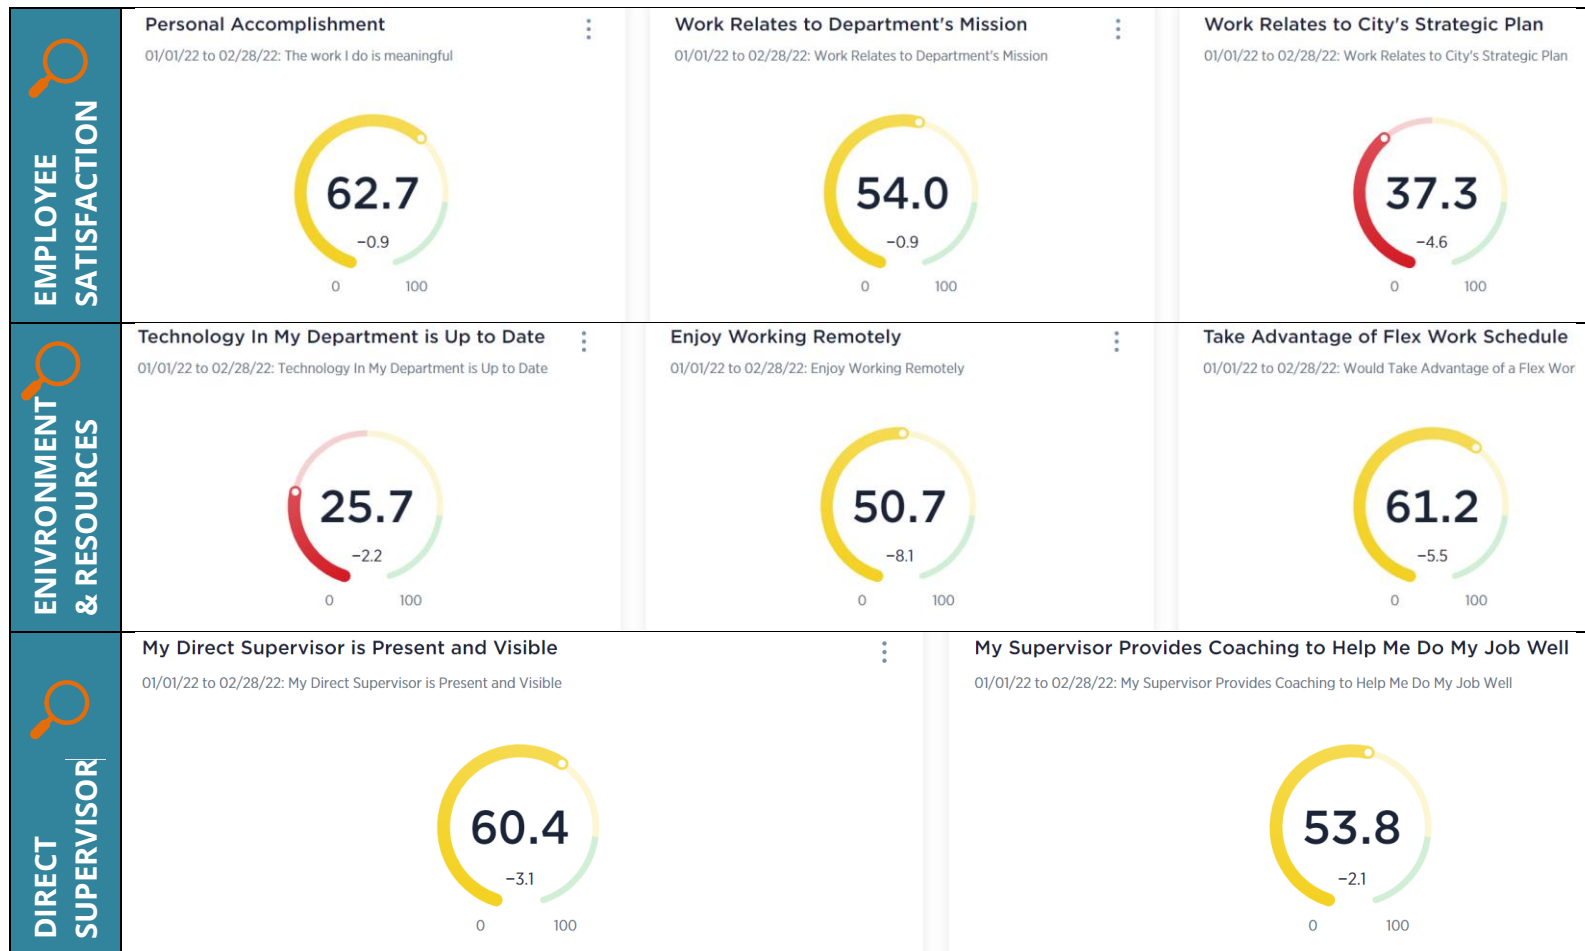 EMPLOYEE
SATISFACTION
Personal Accomplishment
01/01/22 to 02/28/22: The work I do is meaningful
62.7
−0.9
0 100
Work Relates to Department's Mission
01/01/22 to 02/28/22: Work Relates to Department's Mission
54.0
−0.9
0 100
Work Relates to City's Strategic Plan
01/01/22 to 02/28/22: Work Relates to City's Strategic Plan
37.3
−4.6
0 100
ENIVRONMENT
& RESOURCES
Technology In My Department is Up to Date
01/01/22 to 02/28/22: Technology In My Department is Up to Date
25.7
−2.2
0 100
Enjoy Working Remotely
01/01/22 to 02/28/22: Enjoy Working Remotely
50.7
−8.1
0 100
Take Advantage of Flex Work Schedule
01/01/22 to 02/28/22: Would Take Advantage of a Flex Wor
61.2
−5.5
0 100
DIRECT
SUPERVISOR
My Direct Supervisor is Present and Visible
01/01/22 to 02/28/22: My Direct Supervisor is Present and Visible
60.4
−3.1
0 100
My Supervisor Provides Coaching to Help Me Do My Job Well
01/01/22 to 02/28/22: My Supervisor Provides Coaching to Help Me Do My Job Well
53.8
−2.1
0 100